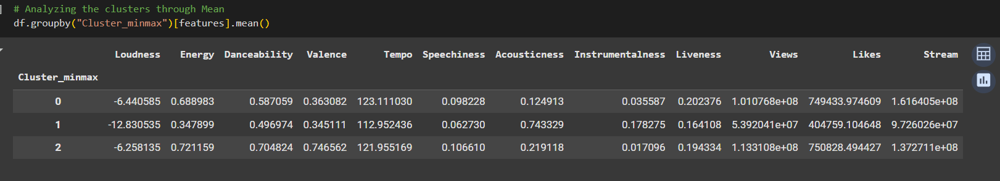 # Analyzing the clusters through Mean
df.groupby("Cluster_minmax")[features].mean()
Loudness Energy Danceability Valence Tempo Speechiness Acousticness Instrumentalness Liveness Views Likes Stream
Cluster_minmax
0 -6.440585 0.688983 0.587059 0.363082 123.111030 0.098228 0.124913 0.035587 0.202376 1.010768e+08 749433.974609 1.616405e+08
1 -12.830535 0.347899 0.496974 0.345111 112.952436 0.062730 0.743329 0.178275 0.164108 5.392041e+07 404759.104648 9.726026e+07
2 -6.258135 0.721159 0.704824 0.746562 121.955169 0.106610 0.219118 0.017096 0.194334 1.133108e+08 750828.494427 1.372711e+08